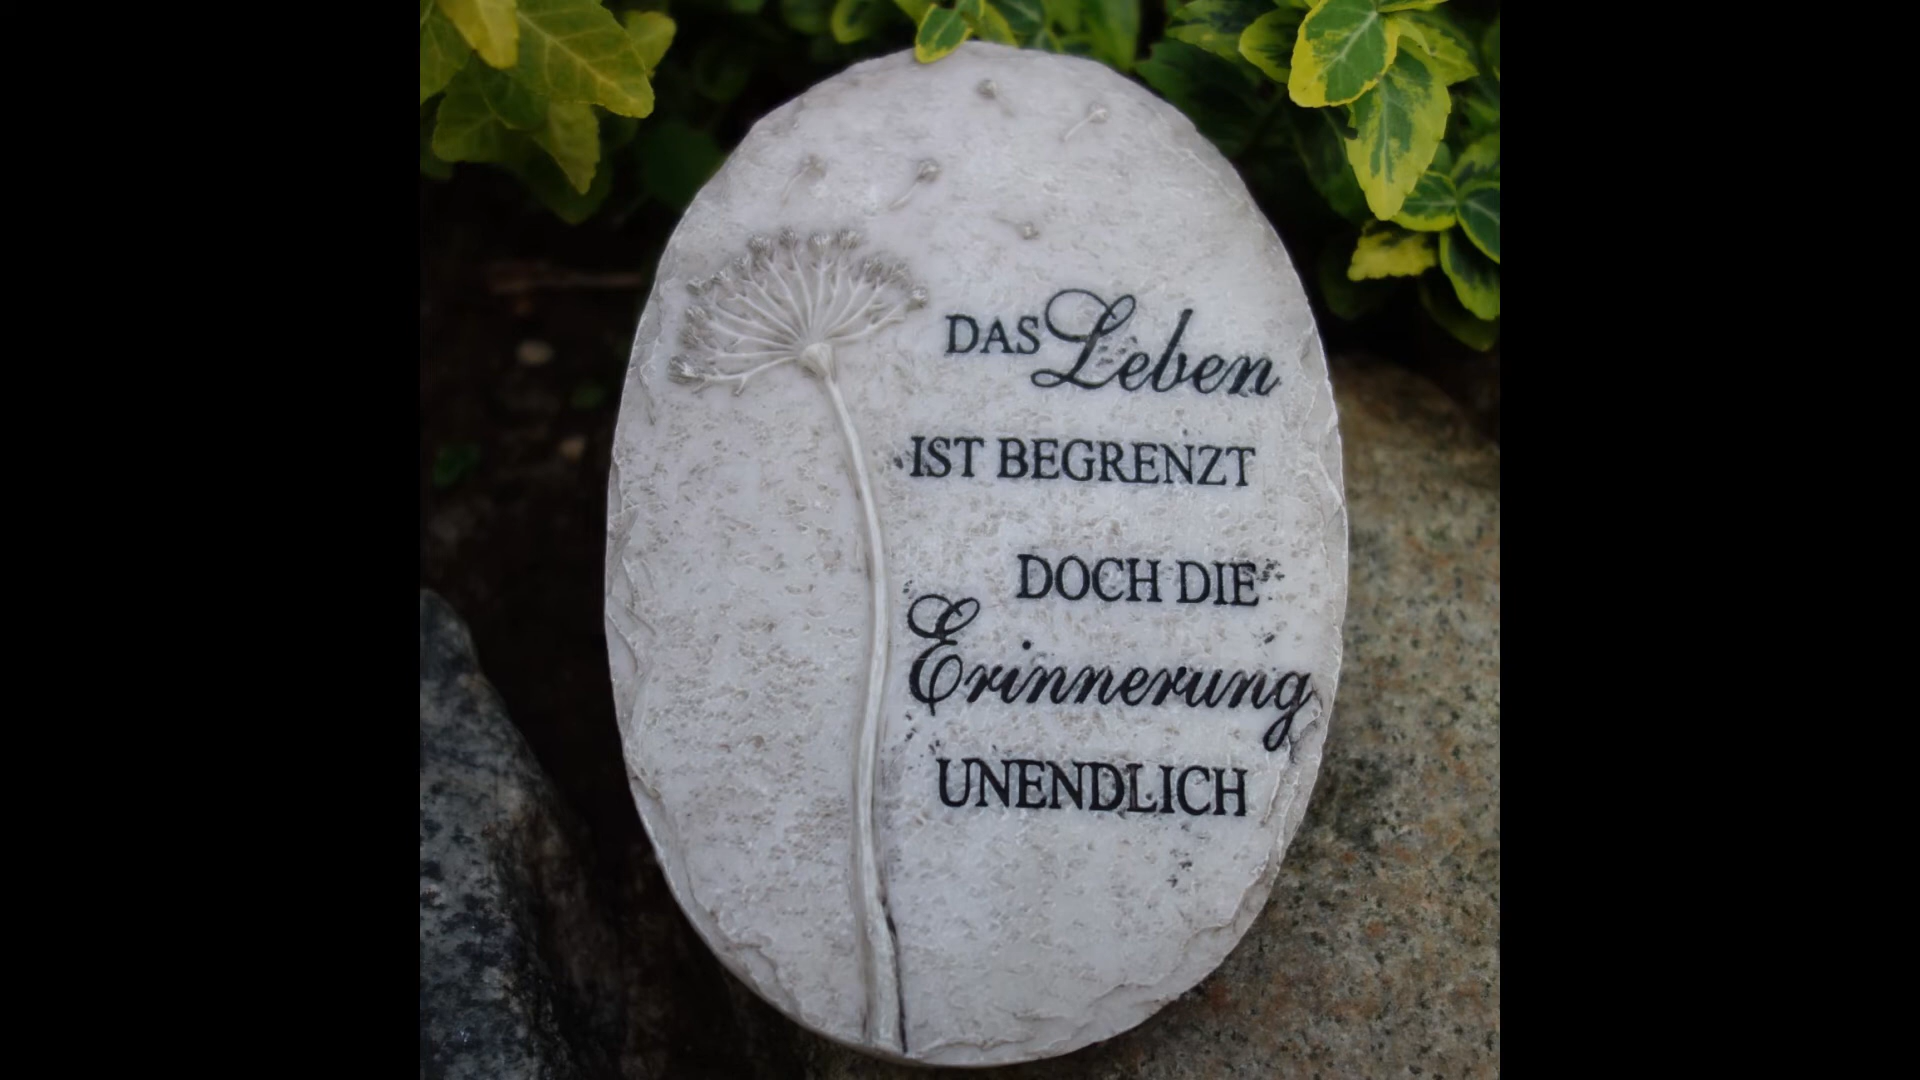 DAS Leben
IST BEGRENZT
DOCH DIE
Erinnerung
UNENDLICH